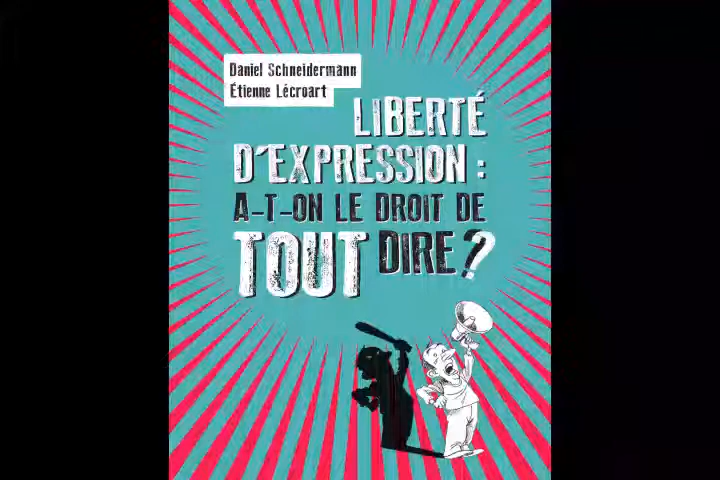 Daniel Schneidermann
Étienne Lécroart
LIBERTÉ
D'EXPRESSION :
A-T-ON LE DROIT DE
TOUT DIRE ?